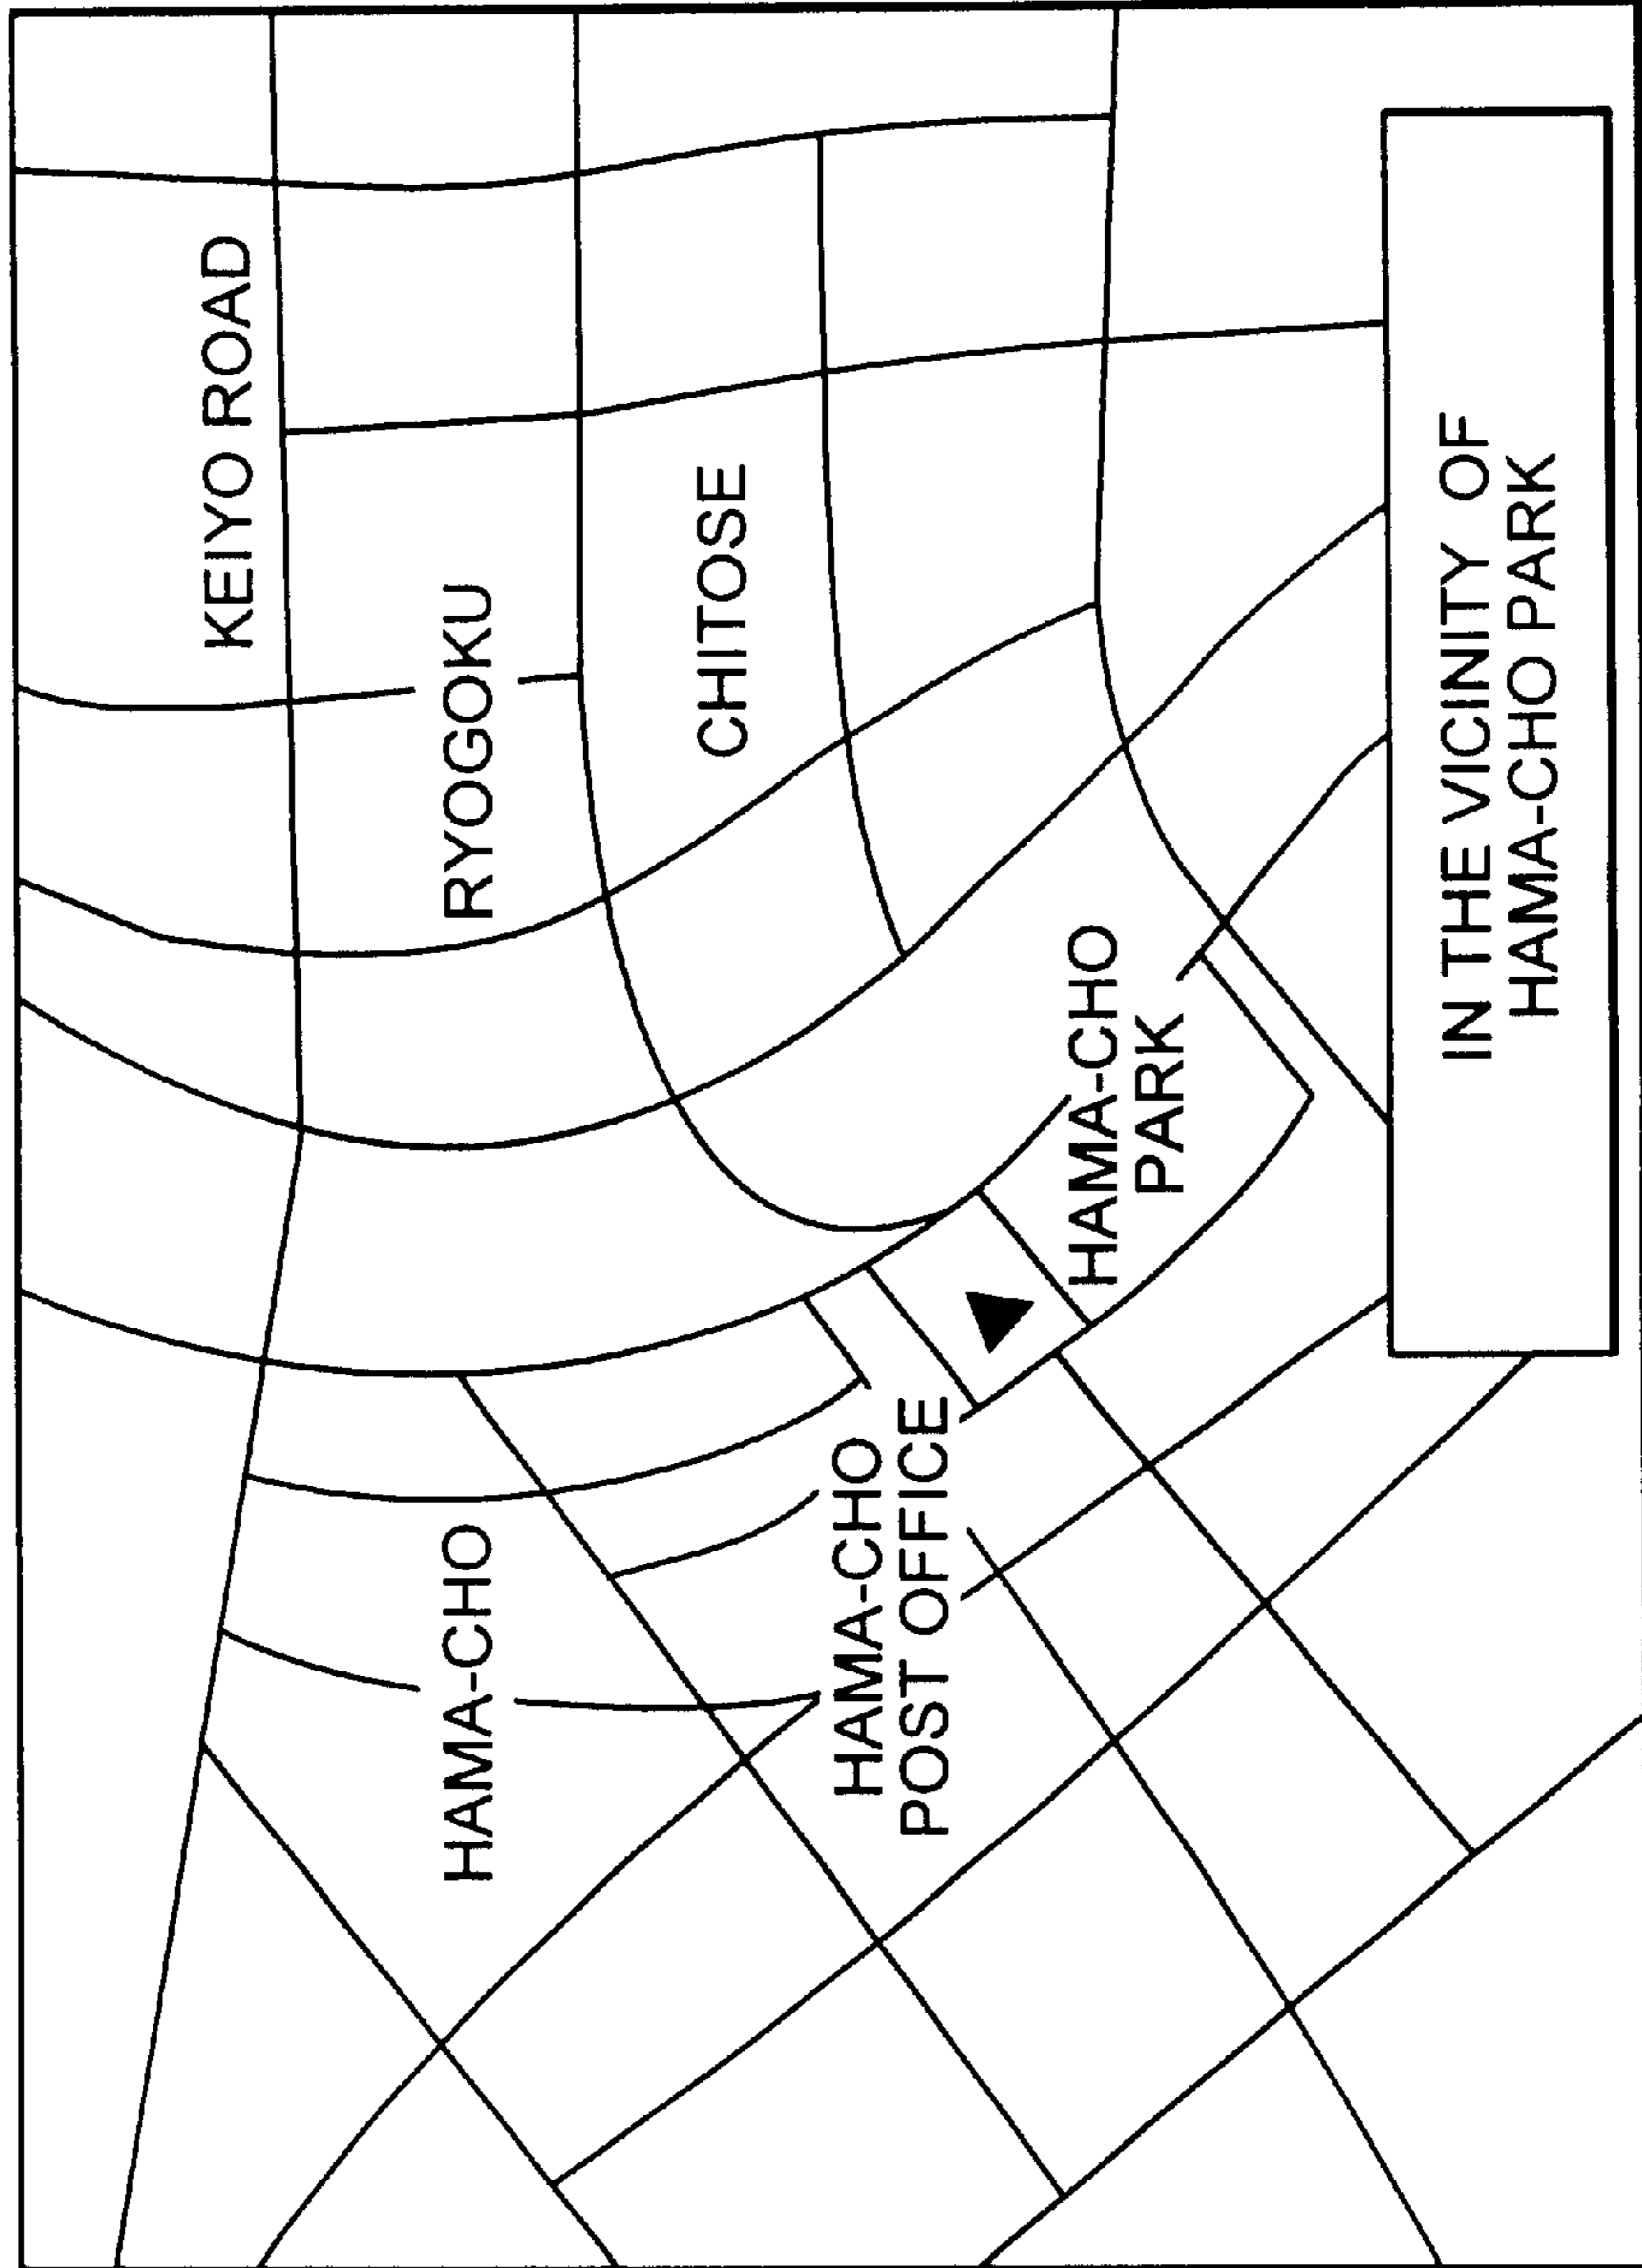 KEIYO ROAD
HAMA-CHO
RYOGOKU
CHITOSE
HAMA-CHO
POST OFFICE
HAMA-CHO
PARK
IN THE VICINITY OF
HAMA-CHO PARK